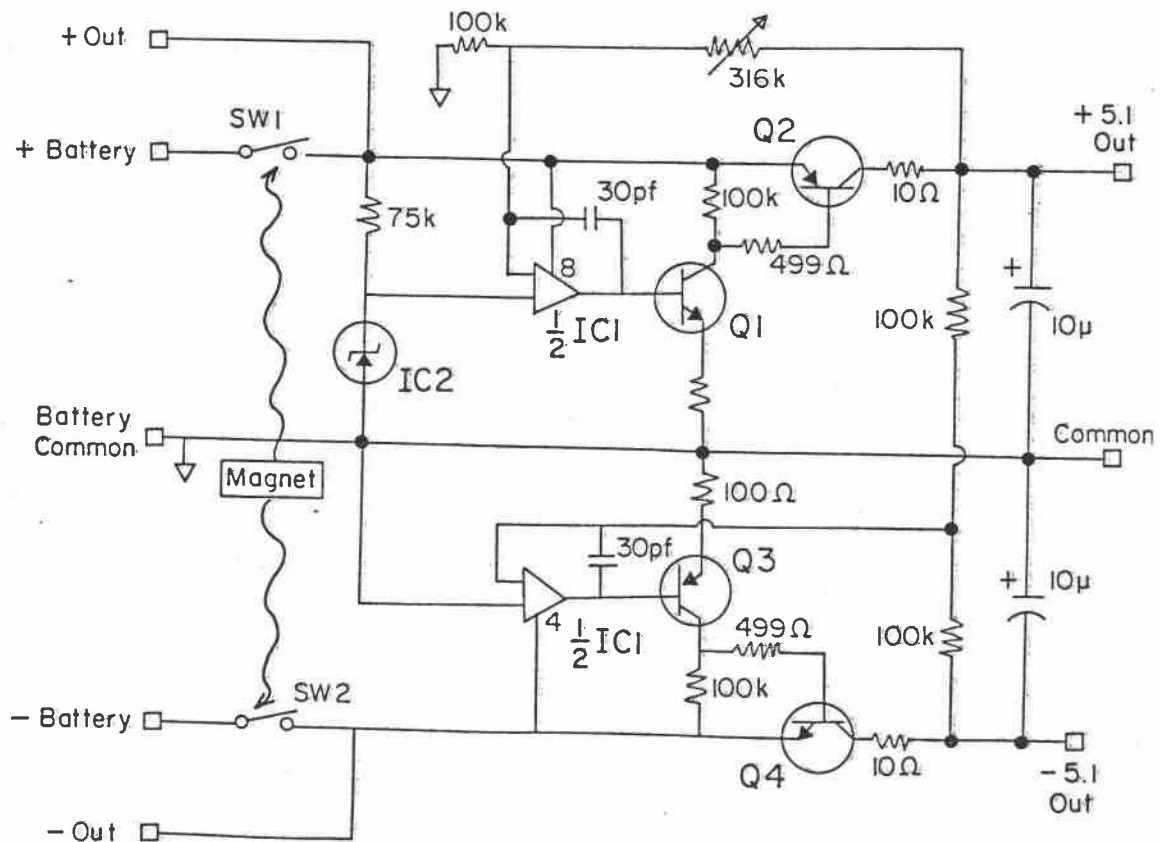 100k
+ Out
316k
SW1
Q2
+ 5.1
Out
+ Battery
30pf
100k
10Ω
75k
8
499Ω
+
1/2 IC1
Q1
100k
10μ
IC2
Battery
Common
Common
Magnet
100Ω
30pf
Q3
+
10μ
4
1/2 IC1
499Ω
100k
SW2
100k
- Battery
Q4
10Ω
- 5.1
Out
- Out